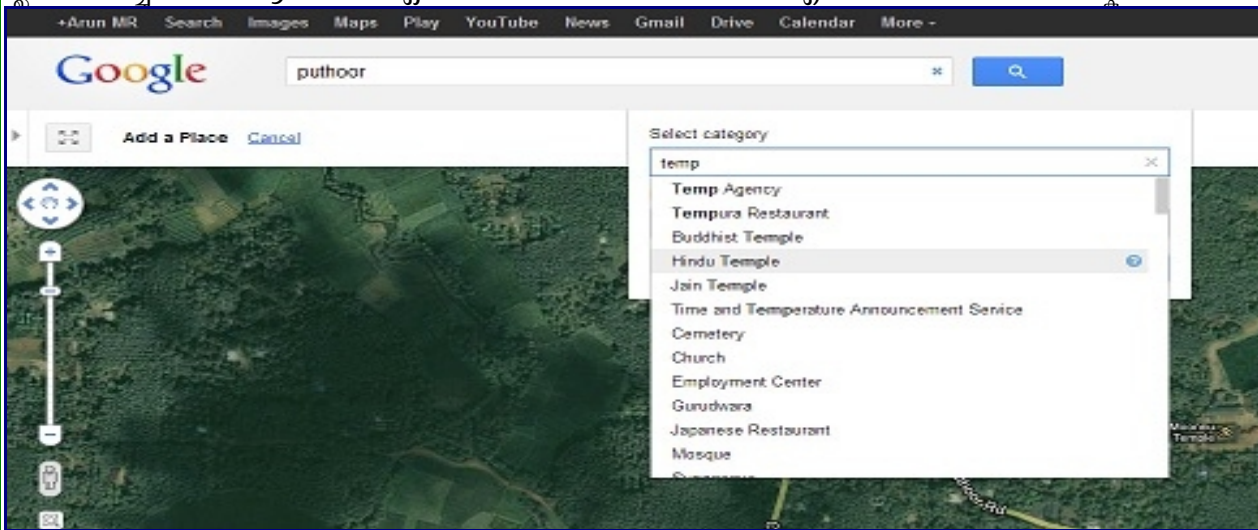 +Arun MR Search Images Maps Play YouTube News Gmail Drive Calendar More
Google
puthoor
Add a Place Cancel
Select category
temp
Temp Agency
Tempura Restaurant
Buddhist Temple
Hindu Temple
Jain Temple
Time and Temperature Announcement Service
Cemetery
Church
Employment Center
Gurudwara
Japanese Restaurant
Mosque
Temple